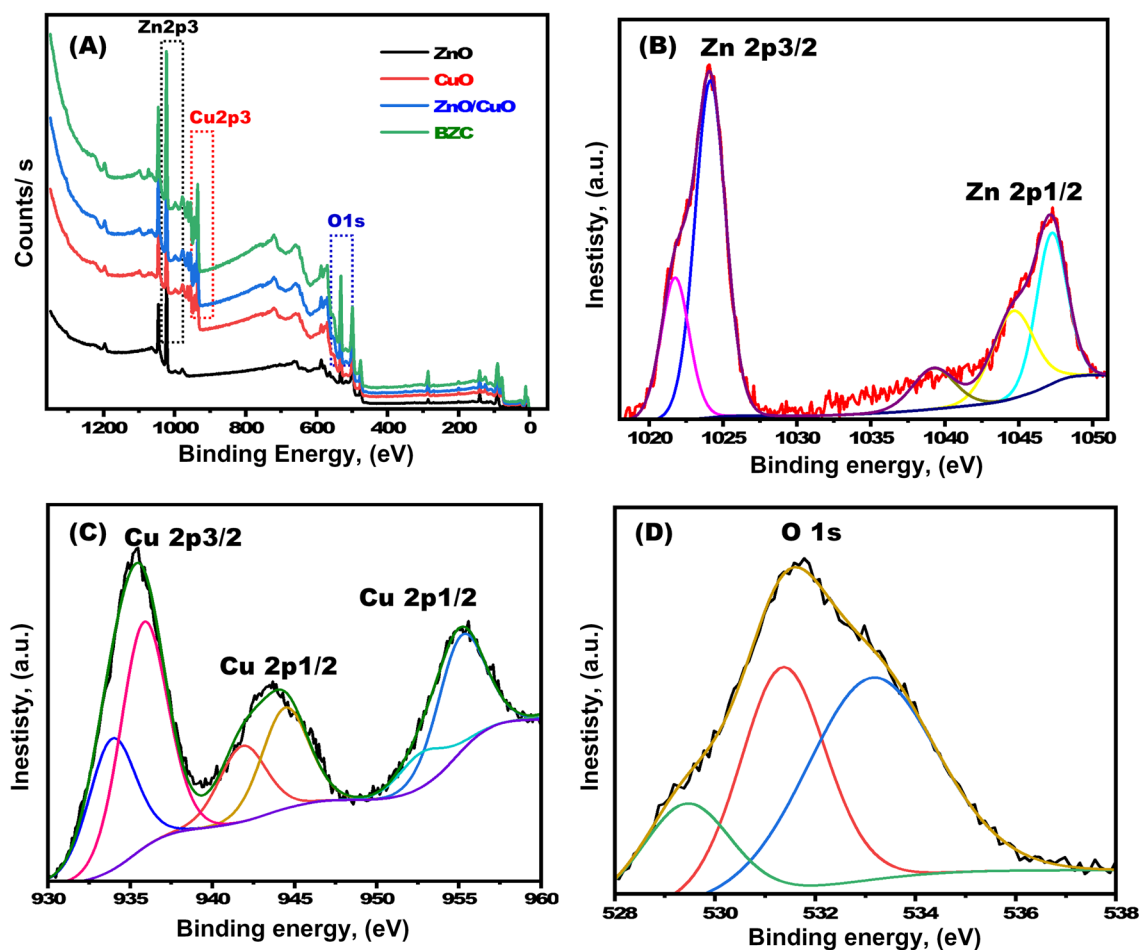 (A)
Zn2p3
Cu2p3
O1s
ZnO
CuO
ZnO/CuO
BZC
Counts/ s
1200 1000 800 600 400 200 0
Binding Energy, (eV)
(B)
Zn 2p3/2
Zn 2p1/2
Inestisty, (a.u.)
1020 1025 1030 1035 1040 1045 1050
Binding energy, (eV)
(C)
Cu 2p3/2
Cu 2p1/2
Cu 2p1/2
Inestisty, (a.u.)
930 935 940 945 950 955 960
Binding energy, (eV)
(D)
O 1s
Inestisty, (a.u.)
528 530 532 534 536 538
Binding energy, (eV)